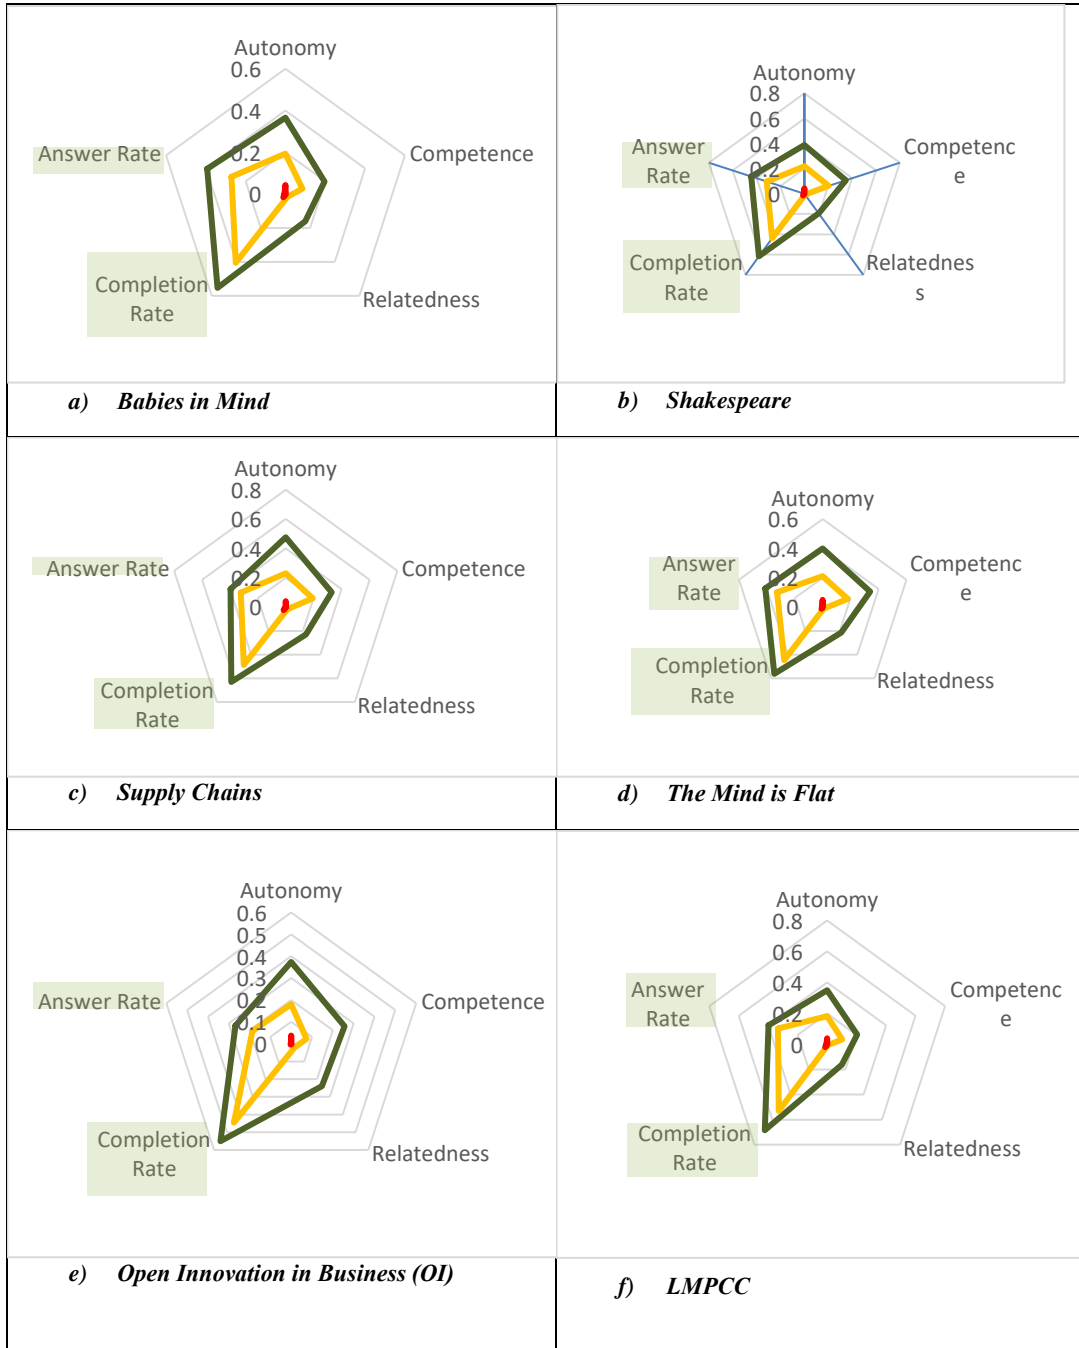 Autonomy
0.6
0.4
0.2
0
Answer Rate
Competence
Completion
Rate
Relatedness
a) Babies in Mind
Autonomy
0.8
0.6
0.4
0.2
0
Answer
Rate
Competenc
e
Completion
Rate
Relatednes
s
b) Shakespeare
Autonomy
0.8
0.6
0.4
0.2
0
Answer Rate
Competence
Completion
Rate
Relatedness
c) Supply Chains
Autonomy
0.6
0.4
0.2
0
Answer
Rate
Competenc
e
Completion
Rate
Relatedness
d) The Mind is Flat
Autonomy
0.6
0.5
0.4
0.3
0.2
0.1
0
Answer Rate
Competence
Completion
Rate
Relatedness
e) Open Innovation in Business (OI)
Autonomy
0.8
0.6
0.4
0.2
0
Answer
Rate
Competenc
e
Completion
Rate
Relatedness
f) LMPCC